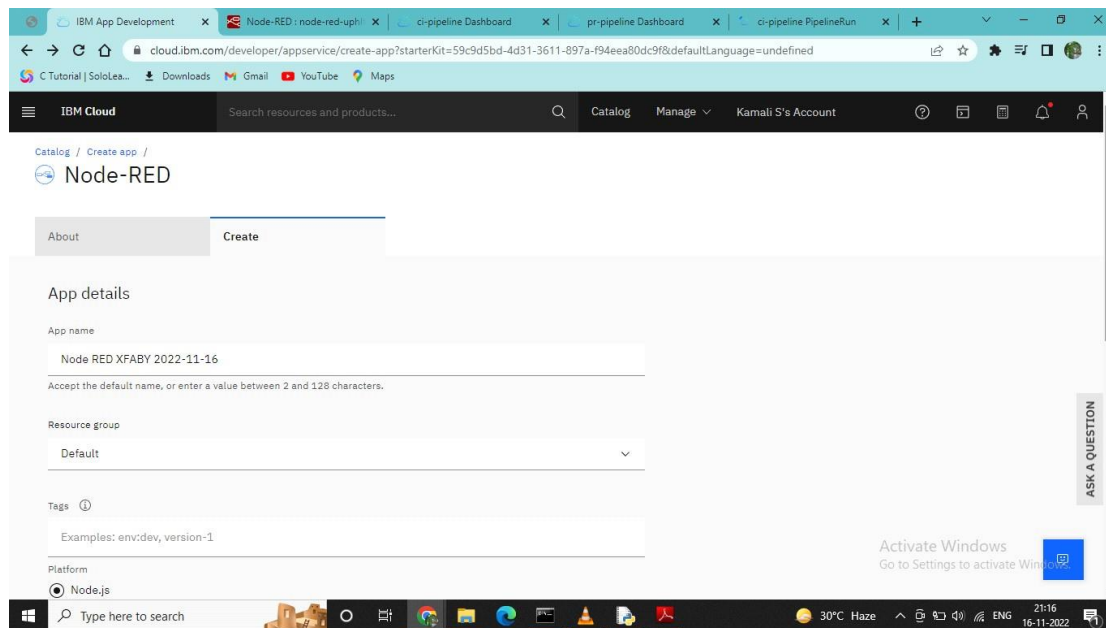 IBM App Development
Node-RED : node-red-uph
ci-pipeline Dashboard
pr-pipeline Dashboard
ci-pipeline PipelineRun
cloud.ibm.com/developer/appservice/create-app?starterKit=59c9d5bd-4d31-3611-897a-f94eea80dc9f&defaultLanguage=undefined
C Tutorial | SoloLea...
Downloads
Gmail
YouTube
Maps
IBM Cloud
Search resources and products...
Catalog
Manage
Kamali S's Account
Catalog / Create app /
Node-RED
About
Create
App details
App name
Node RED XFABY 2022-11-16
Accept the default name, or enter a value between 2 and 128 characters.
Resource group
Default
Tags
Examples: env:dev, version-1
Platform
Node.js
ASK A QUESTION
Activate Windows
Go to Settings to activate Windows.
Type here to search
30°C Haze
ENG
21:16
16-11-2022